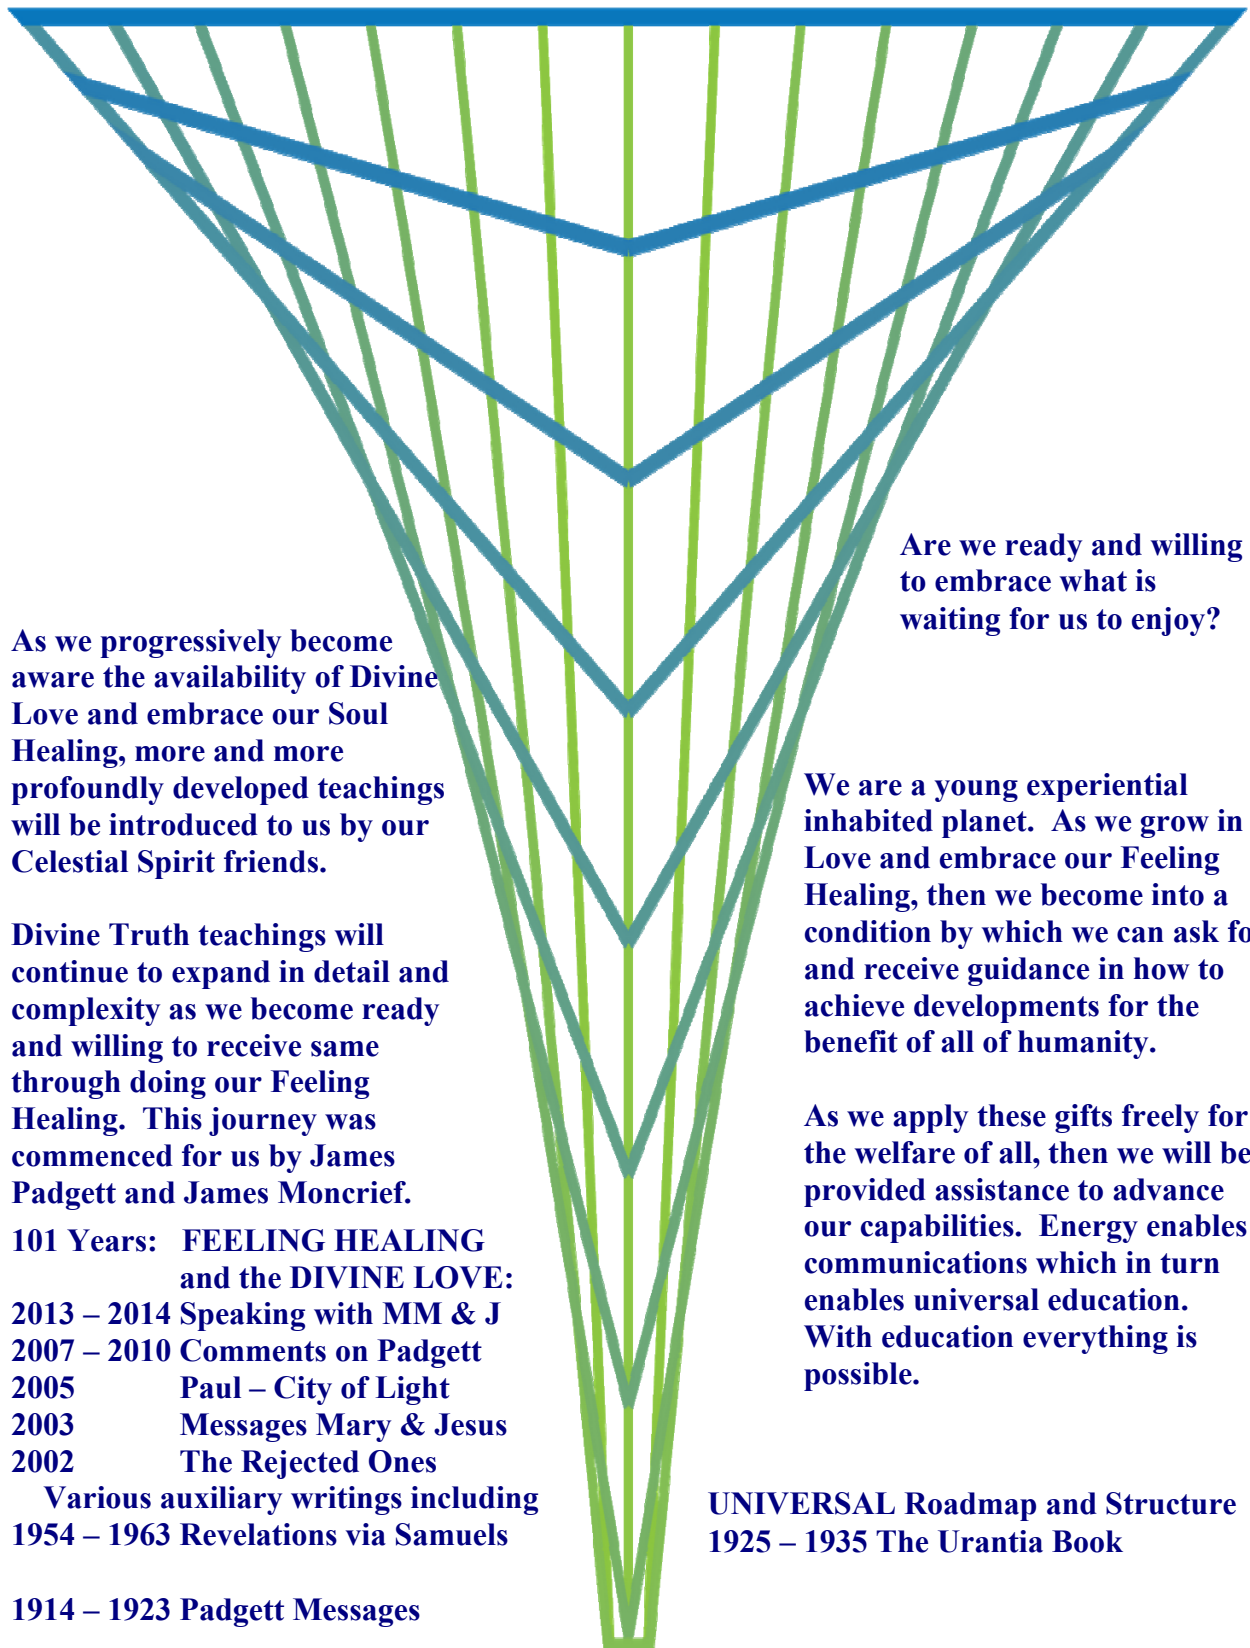 Are we ready and willing
to embrace what is
waiting for us to enjoy?
As we progressively become
aware the availability of Divine
Love and embrace our Soul
Healing, more and more
profoundly developed teachings
will be introduced to us by our
Celestial Spirit friends.
Divine Truth teachings will
continue to expand in detail and
complexity as we become ready
and willing to receive same
through doing our Feeling
Healing.  This journey was
commenced for us by James
Padgett and James Moncrief.
101 Years:   FEELING HEALING
and the DIVINE LOVE:
2013 – 2014 Speaking with MM & J
2007 – 2010 Comments on Padgett
2005 Paul – City of Light
2003 Messages Mary & Jesus
2002 The Rejected Ones
Various auxiliary writings including
1954 – 1963 Revelations via Samuels
1914 – 1923 Padgett Messages
We are a young experiential
inhabited planet.  As we grow in
Love and embrace our Feeling
Healing, then we become into a
condition by which we can ask fo
and receive guidance in how to
achieve developments for the
benefit of all of humanity.
As we apply these gifts freely for
the welfare of all, then we will be
provided assistance to advance
our capabilities.  Energy enables
communications which in turn
enables universal education.
With education everything is
possible.
UNIVERSAL Roadmap and Structure
1925 – 1935 The Urantia Book